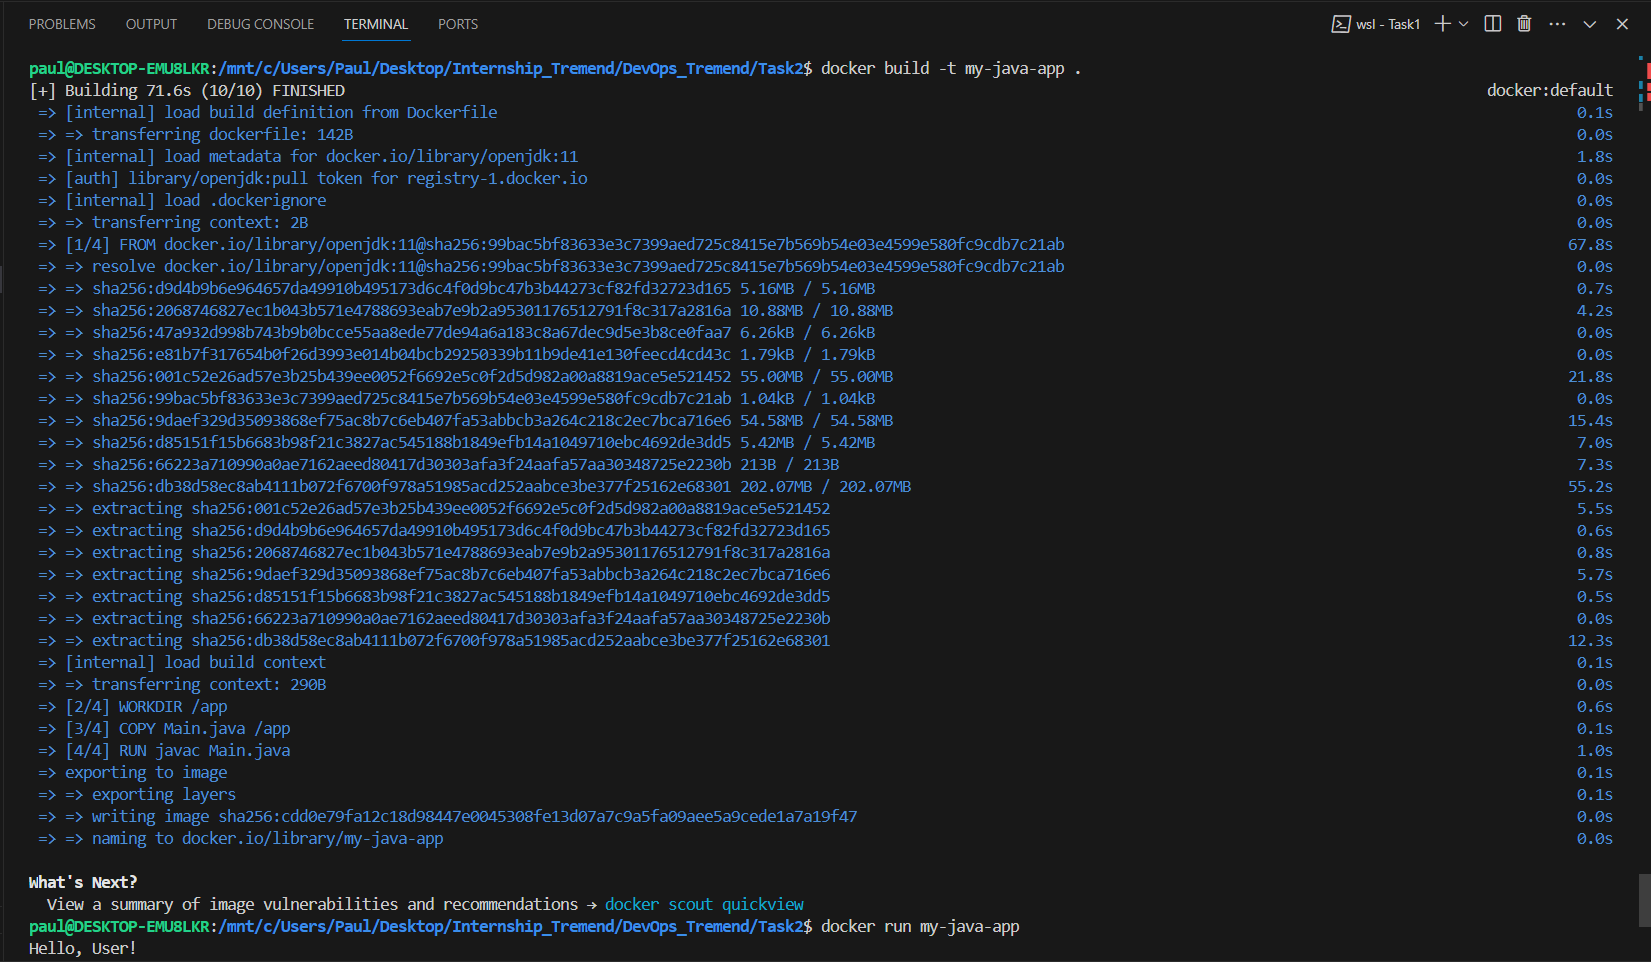 PROBLEMS OUTPUT DEBUG CONSOLE TERMINAL PORTS wsl - Task1
paul@DESKTOP-EMU8LKR:/mnt/c/Users/Paul/Desktop/Internship_Tremend/DevOps_Tremend/Task2$ docker build -t my-java-app .
[+] Building 71.6s (10/10) FINISHED docker:default
=> [internal] load build definition from Dockerfile 0.1s
=> => transferring dockerfile: 142B 0.0s
=> [internal] load metadata for docker.io/library/openjdk:11 1.8s
=> [auth] library/openjdk:pull token for registry-1.docker.io 0.0s
=> [internal] load .dockerignore 0.0s
=> => transferring context: 2B 0.0s
=> [1/4] FROM docker.io/library/openjdk:11@sha256:99bac5bf83633e3c7399aed725c8415e7b569b54e03e4599e580fc9cdb7c21ab 67.8s
=> => resolve docker.io/library/openjdk:11@sha256:99bac5bf83633e3c7399aed725c8415e7b569b54e03e4599e580fc9cdb7c21ab 0.0s
=> => sha256:d9d4b9b6e964657da49910b495173d6c4f0d9bc47b3b44273cf82fd32723d165 5.16MB / 5.16MB 0.7s
=> => sha256:2068746827ec1b043b571e4788693eab7e9b2a95301176512791f8c317a2816a 10.88MB / 10.88MB 4.2s
=> => sha256:47a932d998b743b9b0bcce55aa8ede77de94a6a183c8a67dec9d5e3b8ce0faa7 6.26kB / 6.26kB 0.0s
=> => sha256:e81b7f317654b0f26d3993e014b04bcb29250339b11b9de41e130feecd4cd43c 1.79kB / 1.79kB 0.0s
=> => sha256:001c52e26ad57e3b25b439ee0052f6692e5c0f2d5d982a00a8819ace5e521452 55.00MB / 55.00MB 21.8s
=> => sha256:99bac5bf83633e3c7399aed725c8415e7b569b54e03e4599e580fc9cdb7c21ab 1.04kB / 1.04kB 0.0s
=> => sha256:9daef329d35093868ef75ac8b7c6eb407fa53abbcb3a264c218c2ec7bca716e6 54.58MB / 54.58MB 15.4s
=> => sha256:d85151f15b6683b98f21c3827ac545188b1849efb14a1049710ebc4692de3dd5 5.42MB / 5.42MB 7.0s
=> => sha256:66223a710990a0ae7162aeed80417d30303afa3f24aafa57aa30348725e2230b 213B / 213B 7.3s
=> => sha256:db38d58ec8ab4111b072f6700f978a51985acd252aabce3be377f25162e68301 202.07MB / 202.07MB 55.2s
=> => extracting sha256:001c52e26ad57e3b25b439ee0052f6692e5c0f2d5d982a00a8819ace5e521452 5.5s
=> => extracting sha256:d9d4b9b6e964657da49910b495173d6c4f0d9bc47b3b44273cf82fd32723d165 0.6s
=> => extracting sha256:2068746827ec1b043b571e4788693eab7e9b2a95301176512791f8c317a2816a 0.8s
=> => extracting sha256:9daef329d35093868ef75ac8b7c6eb407fa53abbcb3a264c218c2ec7bca716e6 5.7s
=> => extracting sha256:d85151f15b6683b98f21c3827ac545188b1849efb14a1049710ebc4692de3dd5 0.5s
=> => extracting sha256:66223a710990a0ae7162aeed80417d30303afa3f24aafa57aa30348725e2230b 0.0s
=> => extracting sha256:db38d58ec8ab4111b072f6700f978a51985acd252aabce3be377f25162e68301 12.3s
=> [internal] load build context 0.1s
=> => transferring context: 290B 0.0s
=> [2/4] WORKDIR /app 0.6s
=> [3/4] COPY Main.java /app 0.1s
=> [4/4] RUN javac Main.java 1.0s
=> exporting to image 0.1s
=> => exporting layers 0.1s
=> => writing image sha256:cdd0e79fa12c18d98447e0045308fe13d07a7c9a5fa09aee5a9cede1a7a19f47 0.0s
=> => naming to docker.io/library/my-java-app 0.0s
What's Next?
View a summary of image vulnerabilities and recommendations → docker scout quickview
paul@DESKTOP-EMU8LKR:/mnt/c/Users/Paul/Desktop/Internship_Tremend/DevOps_Tremend/Task2$ docker run my-java-app
Hello, User!